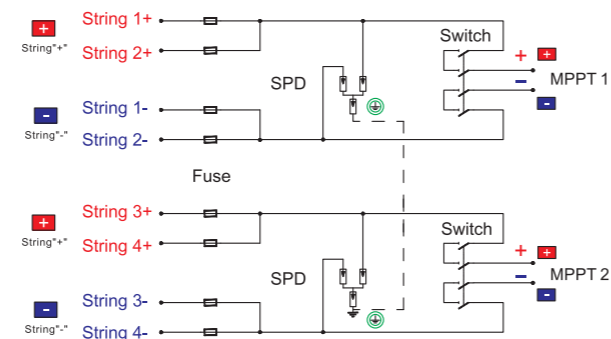 String 1+
String"+"
String 2+
Switch
+
+
+
SPD
-
MPPT 1
-
-
String 1-
String"-"
String 2-
Fuse
String 3+
+
String"+"
String 4+
Switch
+
+
SPD
-
MPPT 2
-
-
String 3-
String"-"
String 4-